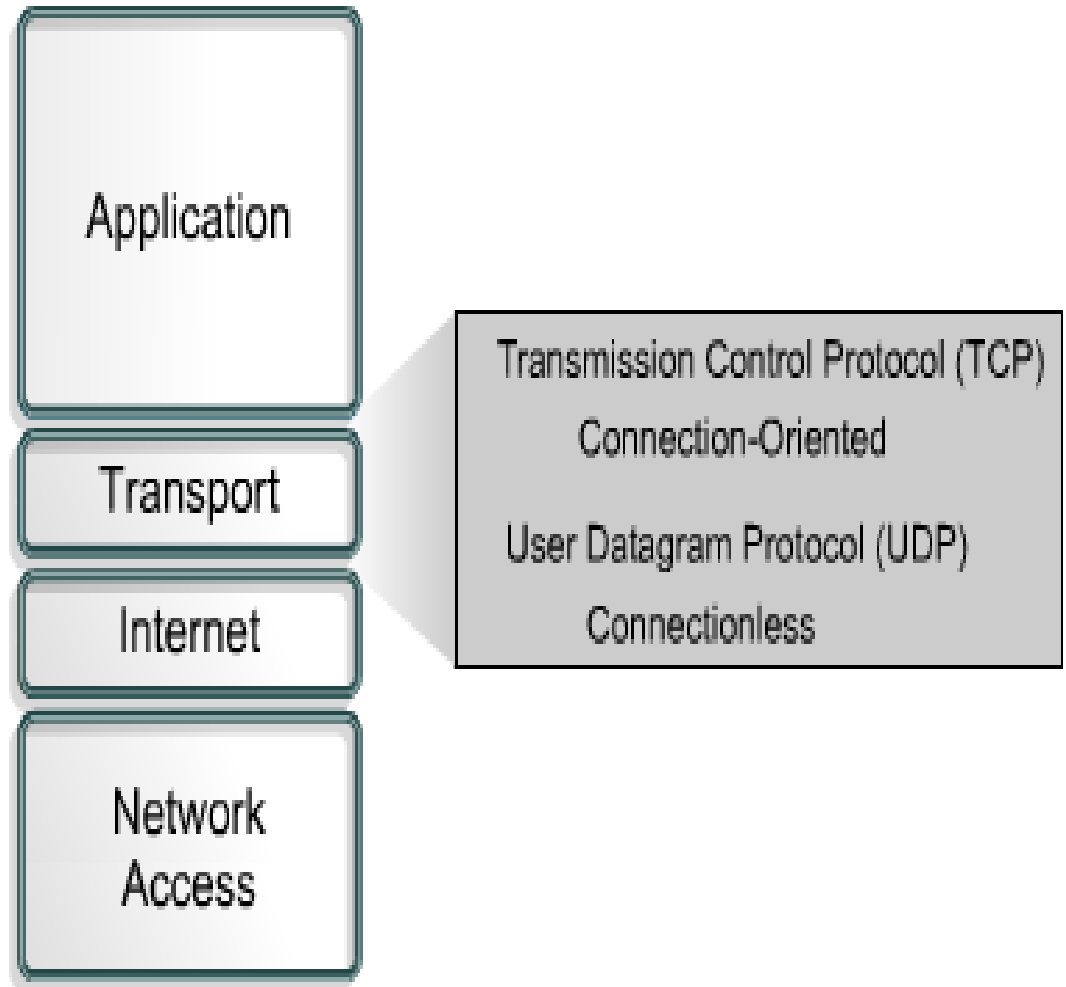 Application
Transport
Internet
Network
Access
Transmission Control Protocol (TCP)
Connection-Oriented
User Datagram Protocol (UDP)
Connectionless